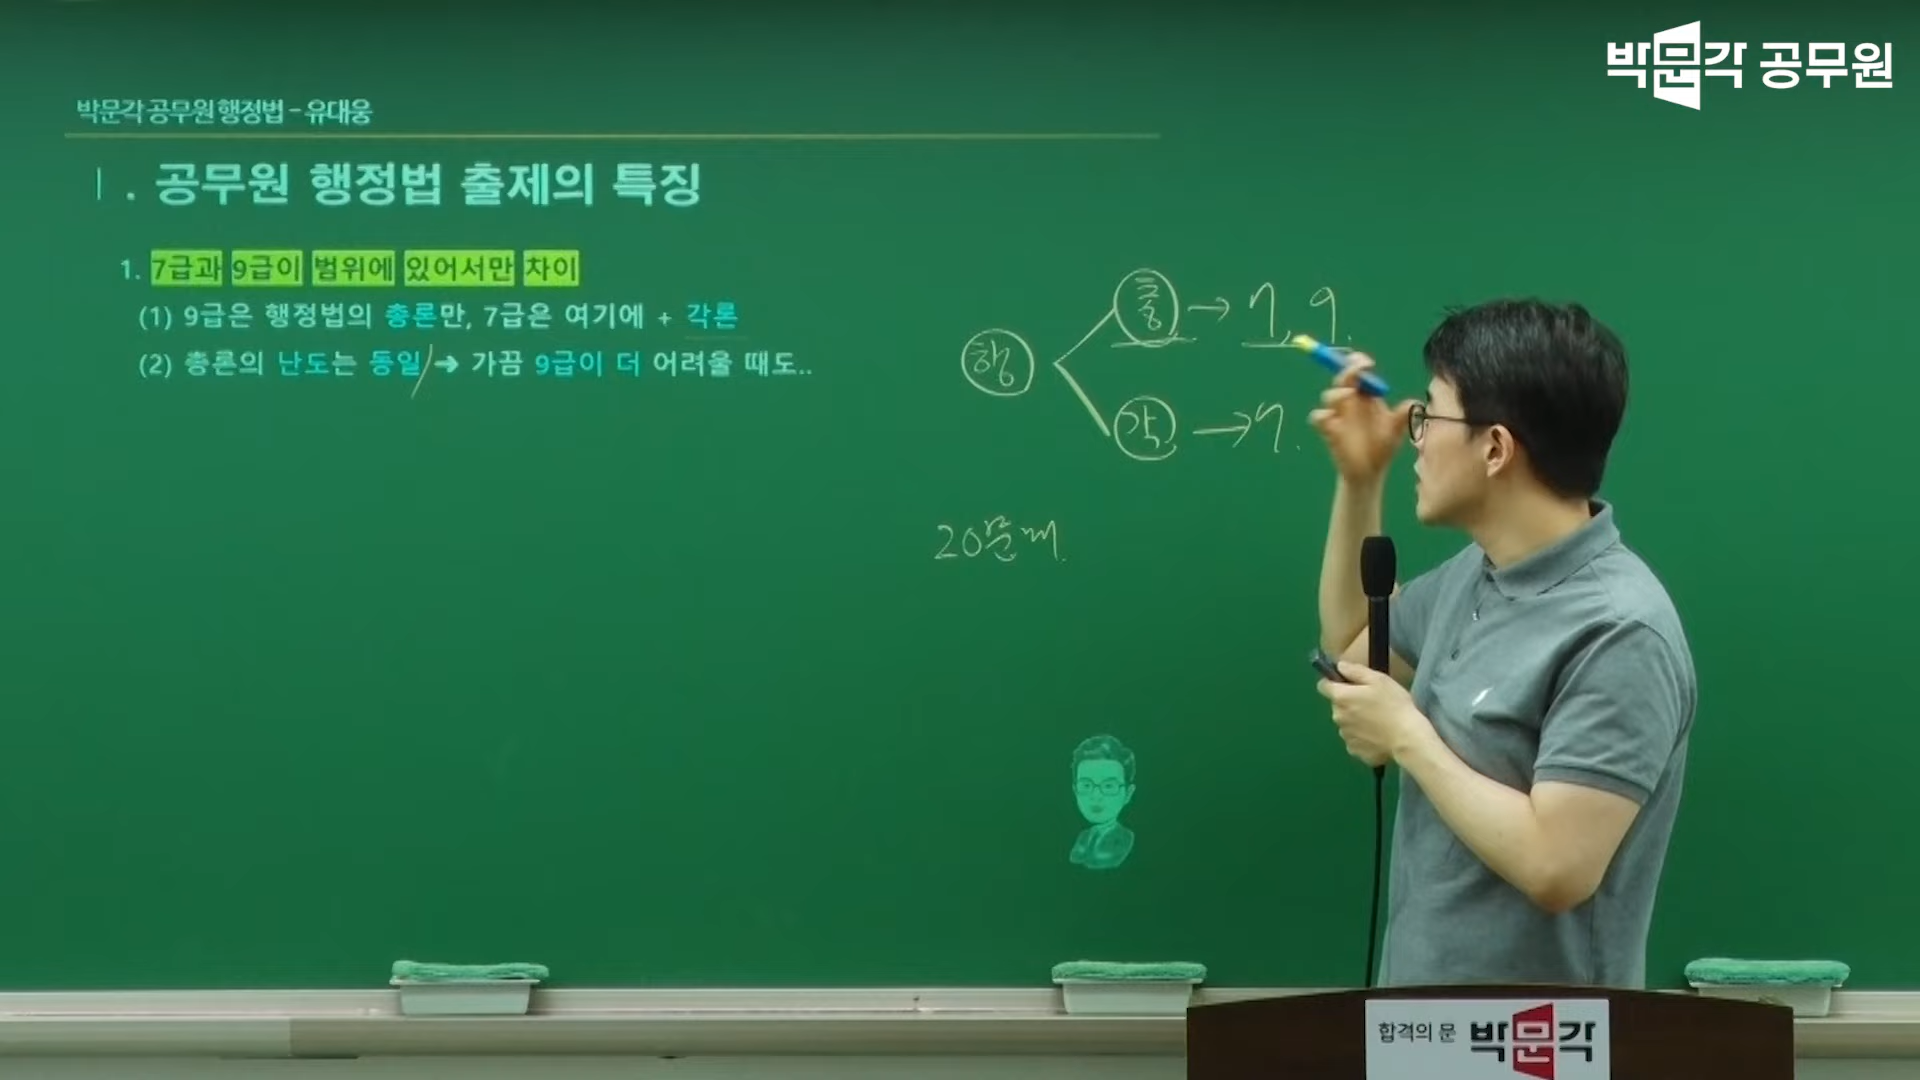 박문각 공무원
박문각 공무원 행정법 - 유대웅
Ⅰ. 공무원 행정법 출제의 특징
1. 7급과 9급이 범위에 있어서만 차이
(1) 9급은 행정법의 총론만, 7급은 여기에 + 각론
(2) 총론의 난도는 동일 → 가끔 9급이 더 어려울 때도..
행
총 → 7, 9.
각 → 7.
20문제.
합격의 문 박문각